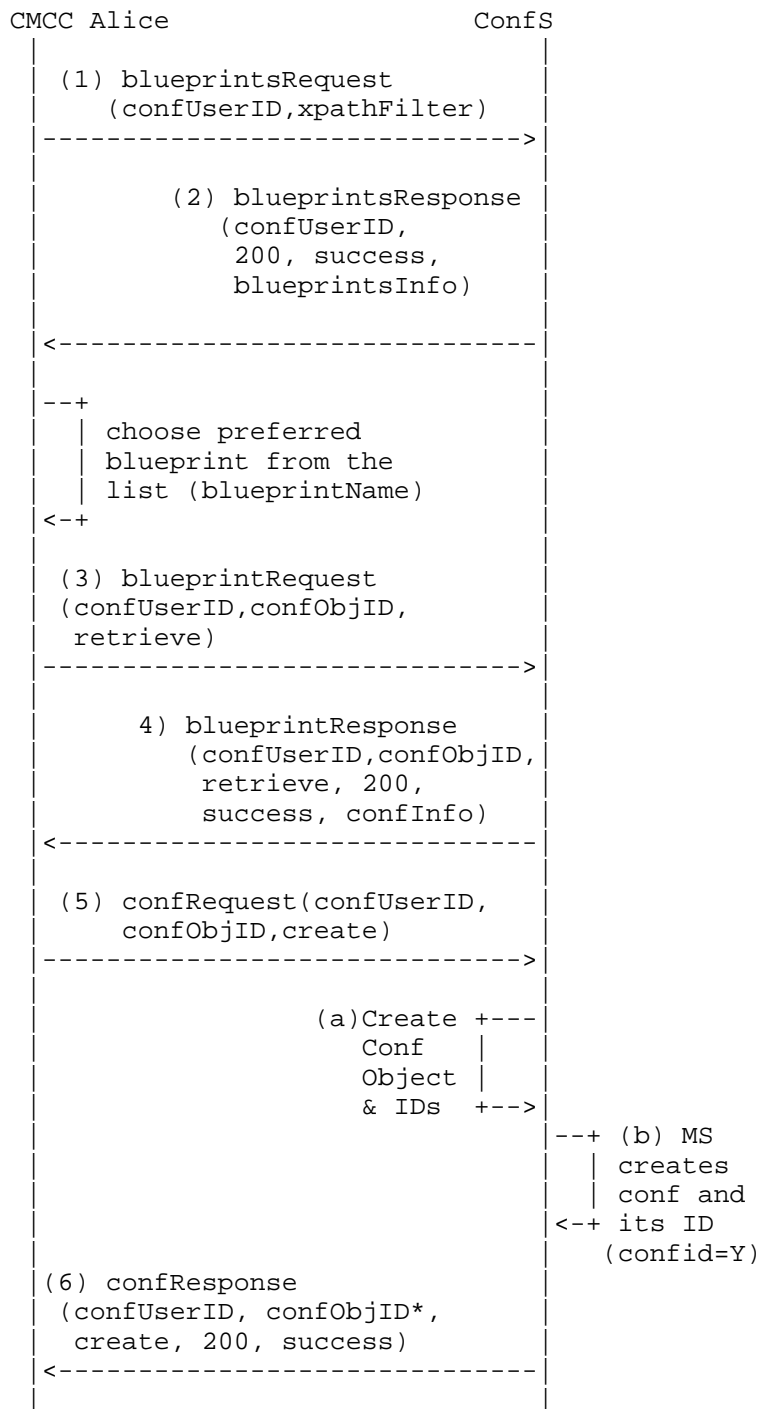 CMCC Alice ConfS
(1) blueprintsRequest
(confUserID,xpathFilter)
(2) blueprintsResponse
(confUserID,
200, success,
blueprintsInfo)
choose preferred
blueprint from the
list (blueprintName)
(3) blueprintRequest
(confUserID,confObjID,
retrieve)
4) blueprintResponse
(confUserID,confObjID,
retrieve, 200,
success, confInfo)
(5) confRequest(confUserID,
confObjID,create)
(a)Create
Conf
Object
& IDs
(b) MS
creates
conf and
its ID
(confid=Y)
(6) confResponse
(confUserID, confObjID*,
create, 200, success)